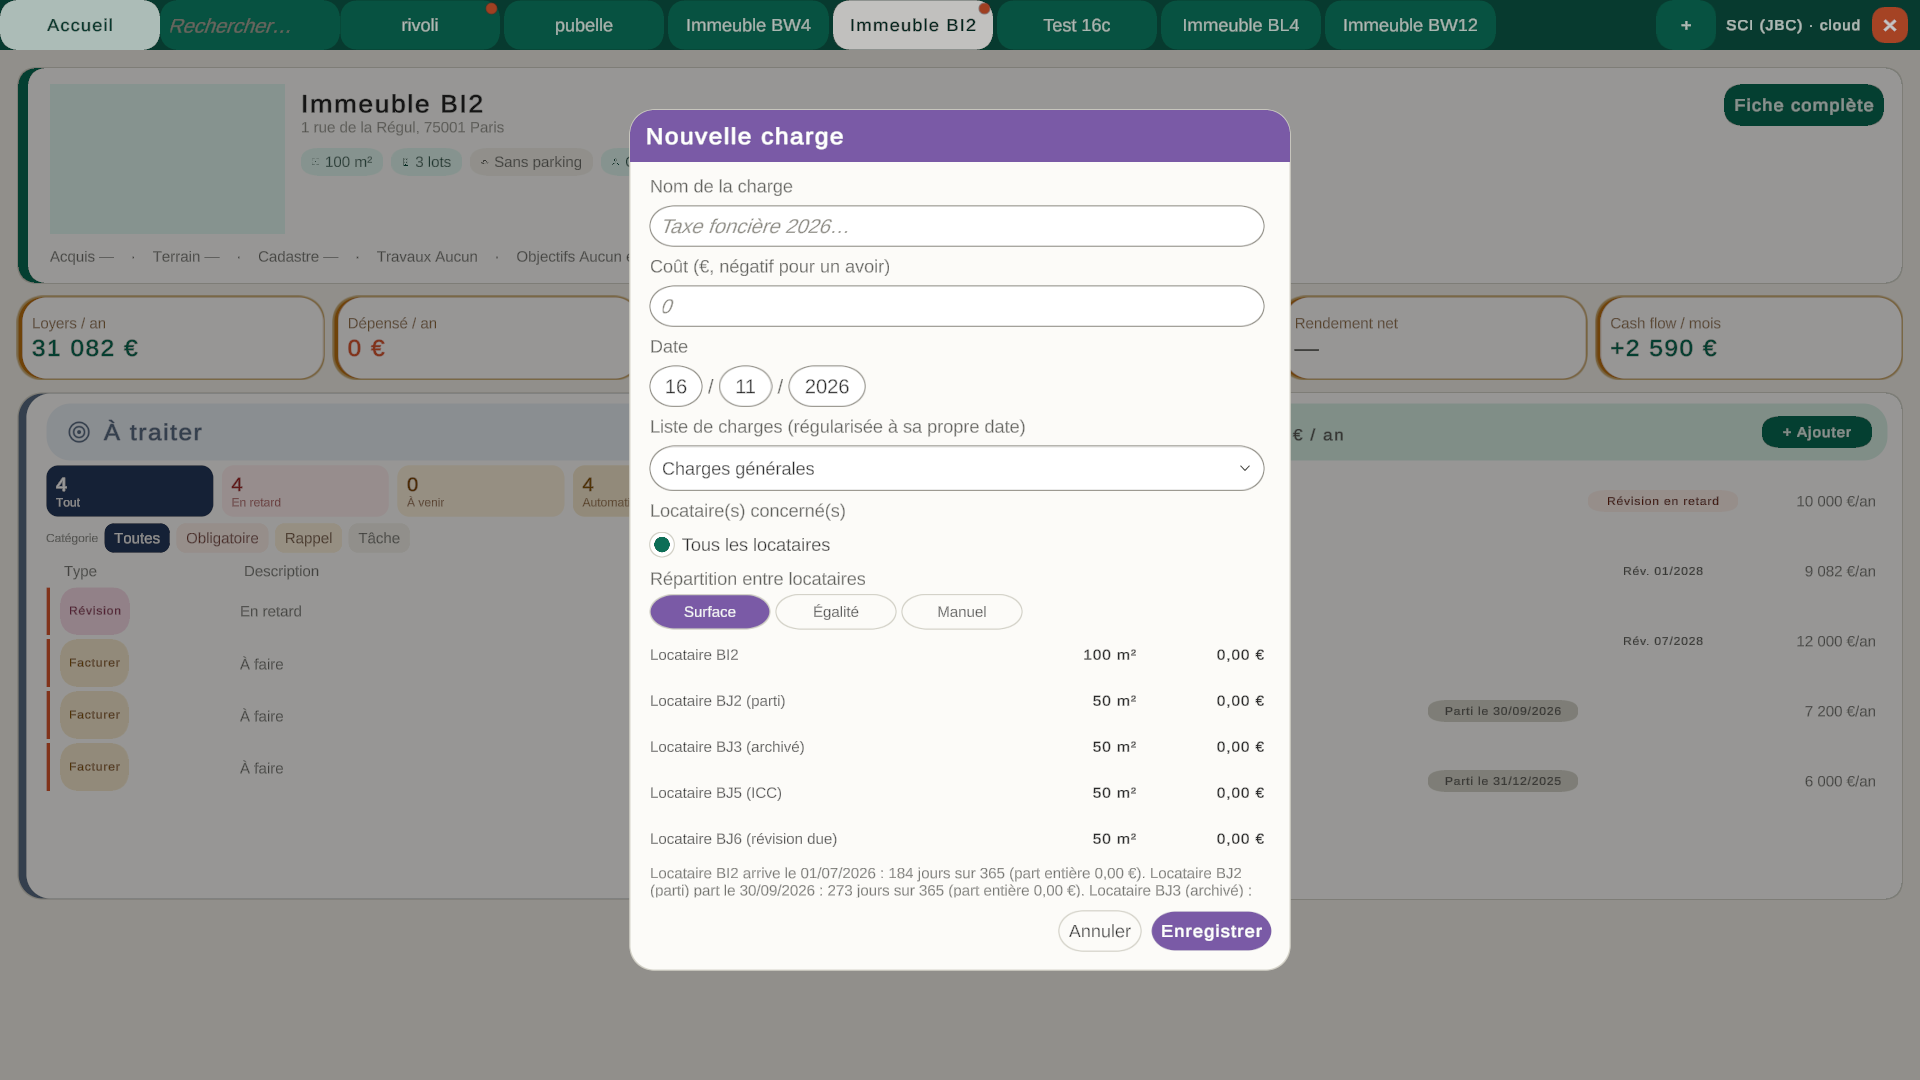 Accueil
Rechercher...
rivoli
pubelle
Immeuble BW4
Immeuble BI2
Test 16c
Immeuble BL4
Immeuble BW12
+
SCI (JBC) · cloud
×
Immeuble BI2
1 rue de la Régul, 75001 Paris
100 m²
3 lots
Sans parking
Fiche complète
Acquis — · Terrain — · Cadastre — · Travaux Aucun · Objectifs Aucun
Loyers / an
31 082 €
Dépensé / an
0 €
Rendement net
—
Cash flow / mois
+2 590 €
À traiter
4
Tout
4
En retard
0
À venir
4
Catégorie
Toutes
Obligatoire
Rappel
Tâche
Type
Description
Révision
En retard
Facturer
À faire
Facturer
À faire
Facturer
À faire
€ / an
+ Ajouter
Révision en retard
10 000 €/an
Rév. 01/2028
9 082 €/an
Rév. 07/2028
12 000 €/an
Parti le 30/09/2026
7 200 €/an
Parti le 31/12/2025
6 000 €/an
Nouvelle charge
Nom de la charge
Taxe foncière 2026...
Coût (€, négatif pour un avoir)
0
Date
16 / 11 / 2026
Liste de charges (régularisée à sa propre date)
Charges générales
Locataire(s) concerné(s)
Tous les locataires
Répartition entre locataires
Surface
Égalité
Manuel
Locataire BI2 100 m² 0,00 €
Locataire BJ2 (parti) 50 m² 0,00 €
Locataire BJ3 (archivé) 50 m² 0,00 €
Locataire BJ5 (ICC) 50 m² 0,00 €
Locataire BJ6 (révision due) 50 m² 0,00 €
Locataire BI2 arrive le 01/07/2026 : 184 jours sur 365 (part entière 0,00 €). Locataire BJ2
(parti) part le 30/09/2026 : 273 jours sur 365 (part entière 0,00 €). Locataire BJ3 (archivé) :
Annuler
Enregistrer